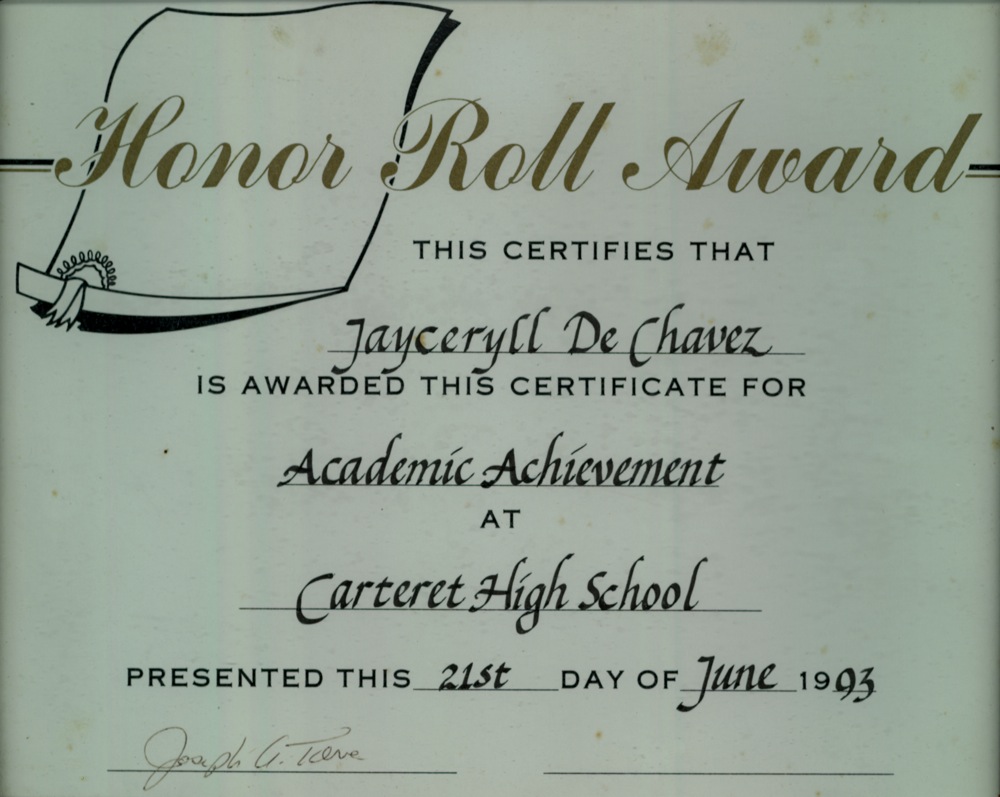 Honor Roll Award
THIS CERTIFIES THAT
Jayceryll De Chavez
IS AWARDED THIS CERTIFICATE FOR
Academic Achievement
AT
Carteret High School
PRESENTED THIS 21st DAY OF June 1993
Joseph